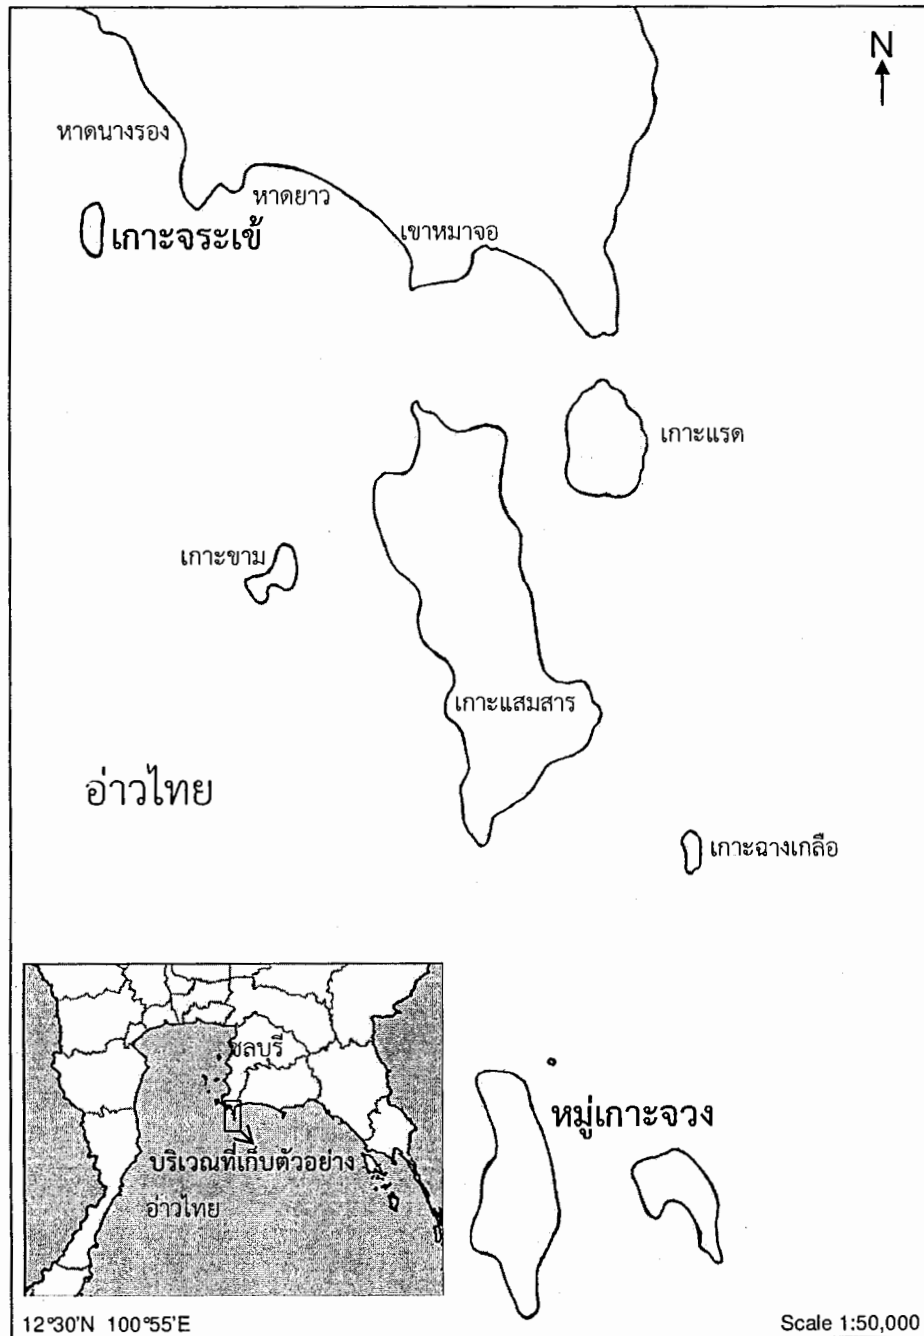 N
หาดนางรอง
หาดยาว
เกาะจระเข้
เขาหมาจอ
เกาะแรด
เกาะขาม
เกาะแสมสาร
อ่าวไทย
เกาะฉางเกลือ
ชลบุรี
หมู่เกาะจวง
บริเวณที่เก็บตัวอย่าง
อ่าวไทย
12°30'N 100°55'E
Scale 1:50,000